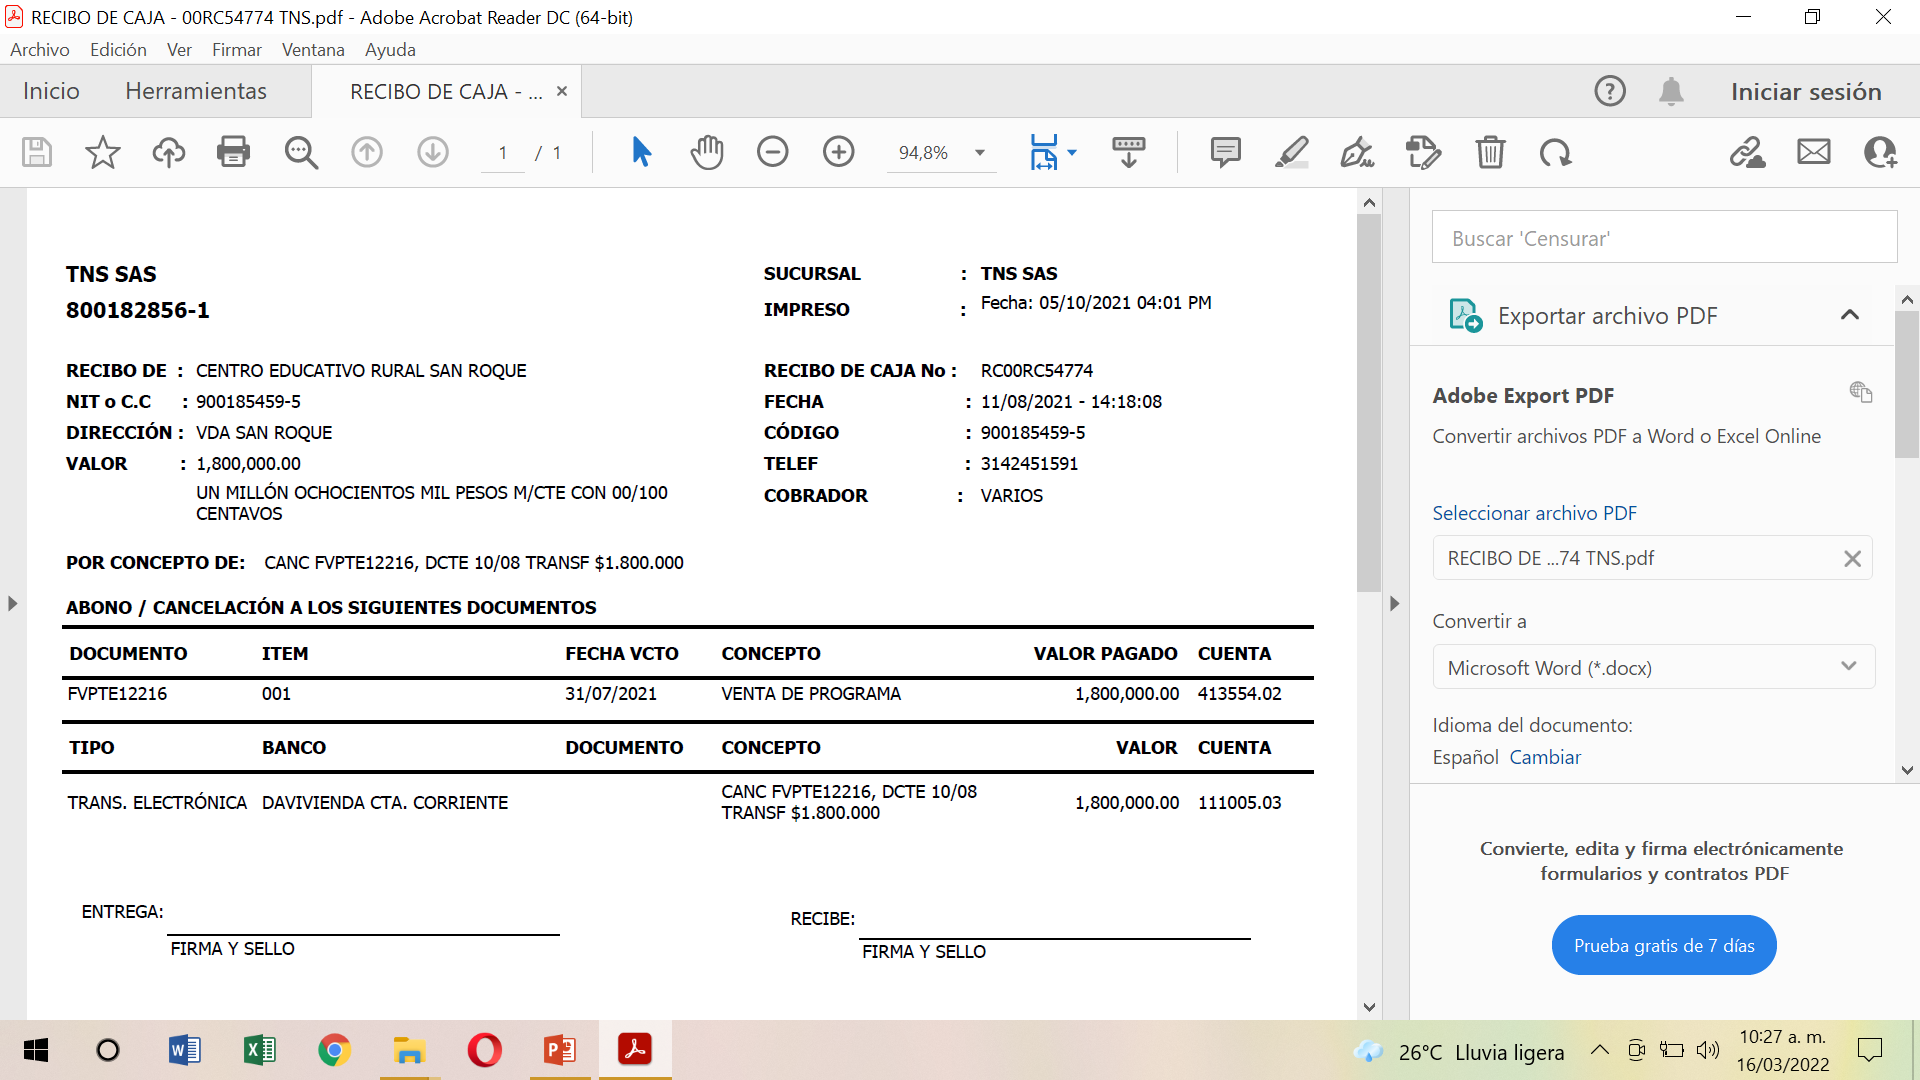 RECIBO DE CAJA - 00RC54774 TNS.pdf - Adobe Acrobat Reader DC (64-bit)
Archivo Edición Ver Firmar Ventana Ayuda
Inicio Herramientas RECIBO DE CAJA - ... × ? Iniciar sesión
1 / 1 94,8%
TNS SAS
800182856-1
SUCURSAL : TNS SAS
IMPRESO : Fecha: 05/10/2021 04:01 PM
RECIBO DE : CENTRO EDUCATIVO RURAL SAN ROQUE
NIT o C.C : 900185459-5
DIRECCIÓN : VDA SAN ROQUE
VALOR : 1,800,000.00
UN MILLÓN OCHOCIENTOS MIL PESOS M/CTE CON 00/100
CENTAVOS
RECIBO DE CAJA No : RC00RC54774
FECHA : 11/08/2021 - 14:18:08
CÓDIGO : 900185459-5
TELEF : 3142451591
COBRADOR : VARIOS
POR CONCEPTO DE: CANC FVPTE12216, DCTE 10/08 TRANSF $1.800.000
ABONO / CANCELACIÓN A LOS SIGUIENTES DOCUMENTOS
DOCUMENTO ITEM FECHA VCTO CONCEPTO VALOR PAGADO CUENTA
FVPTE12216 001 31/07/2021 VENTA DE PROGRAMA 1,800,000.00 413554.02
TIPO BANCO DOCUMENTO CONCEPTO VALOR CUENTA
TRANS. ELECTRÓNICA DAVIVIENDA CTA. CORRIENTE CANC FVPTE12216, DCTE 10/08 1,800,000.00 111005.03
TRANSF $1.800.000
ENTREGA:
FIRMA Y SELLO
RECIBE:
FIRMA Y SELLO
Buscar 'Censurar'
Exportar archivo PDF
Adobe Export PDF
Convertir archivos PDF a Word o Excel Online
Seleccionar archivo PDF
RECIBO DE ...74 TNS.pdf
Convertir a
Microsoft Word (*.docx)
Idioma del documento:
Español Cambiar
Convierte, edita y firma electrónicamente
formularios y contratos PDF
Prueba gratis de 7 días
26°C Lluvia ligera
10:27 a. m.
16/03/2022